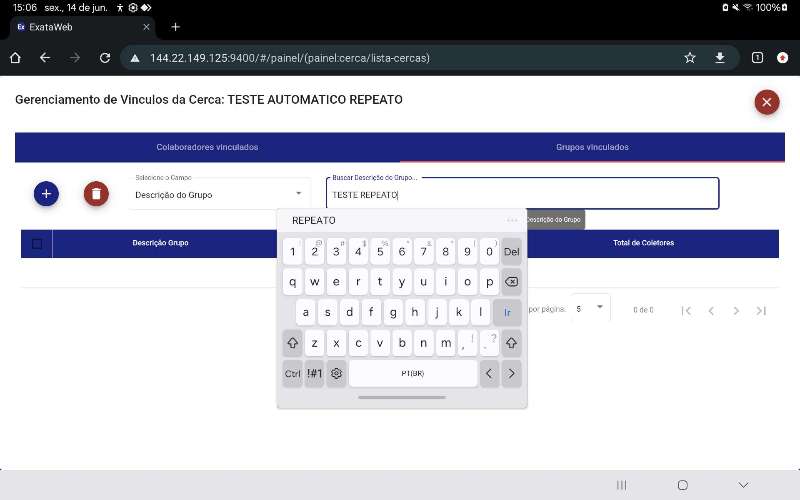 15:06 sex., 14 de jun. 100%
ExataWeb
144.22.149.125:9400/#/painel/(painel:cerca/lista-cercas) 1
Gerenciamento de Vinculos da Cerca: TESTE AUTOMATICO REPEATO
Colaboradores vinculados Grupos vinculados
Selecione o Campo Buscar Descrição do Grupo...
Descrição do Grupo TESTE REPEATO
REPEATO ... Descrição do Grupo
Descrição Grupo Total de Coletores
1 2 3 4 5 6 7 8 9 0 Del
q w e r t y u i o p
a s d f g h j k l Ir
por página: 5 0 de 0
z x c v b n m , ! . ?
Ctrl !#1 PT(BR) < >